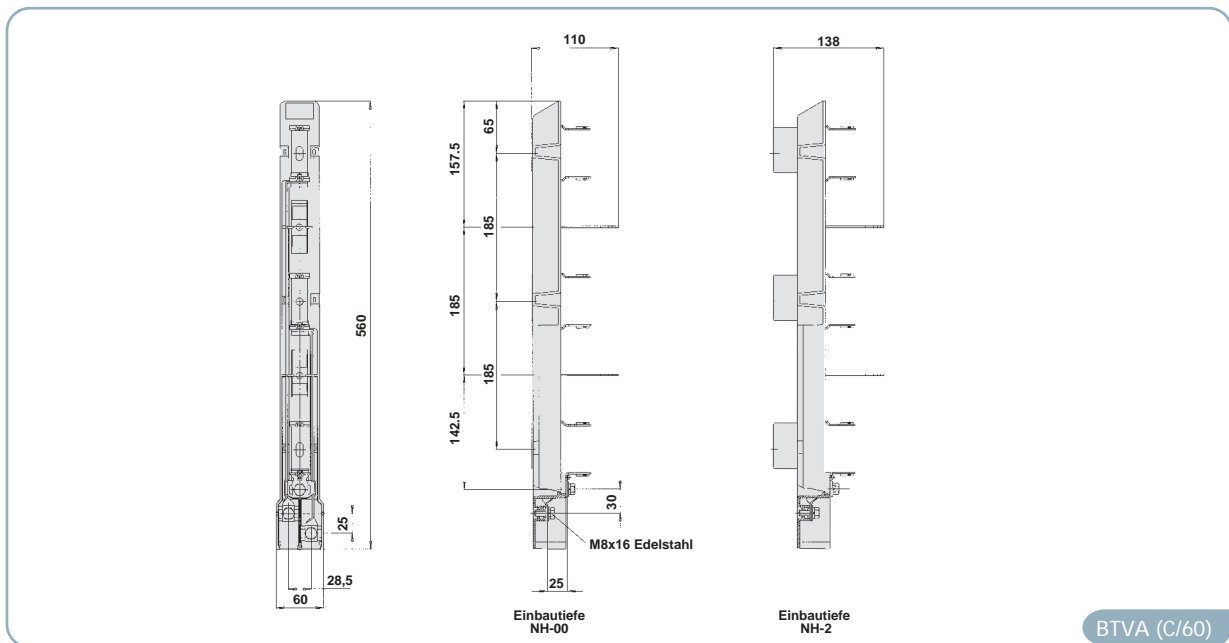 110
138
65
157.5
185
560
185
185
142.5
30
25
M8x16 Edelstahl
28,5
25
60
Einbautiefe
NH-00
Einbautiefe
NH-2
BTVA (C/60)